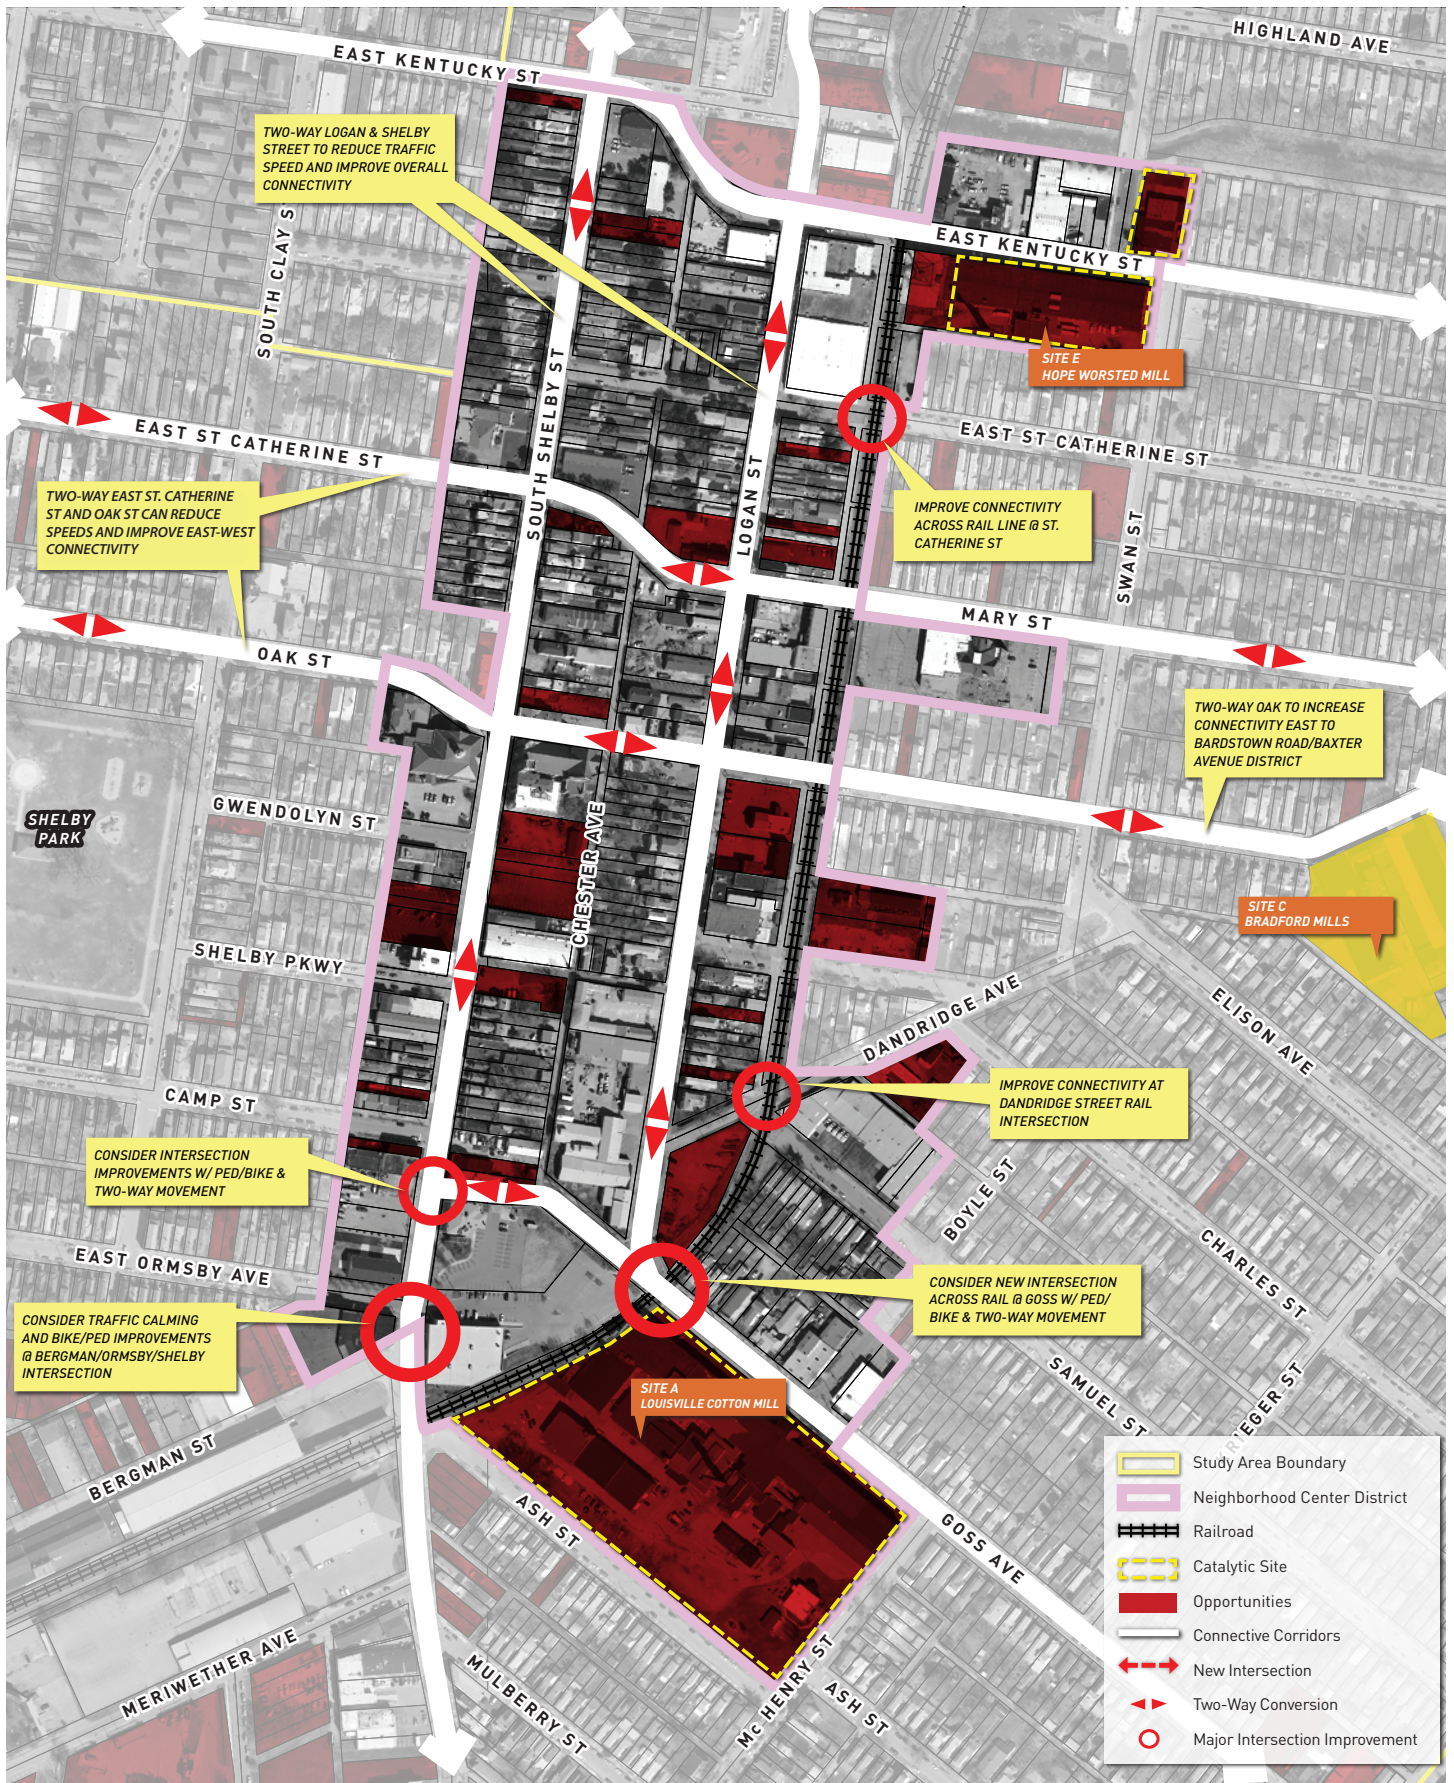 HIGHLAND AVE
EAST KENTUCKY ST
TWO-WAY LOGAN & SHELBY
STREET TO REDUCE TRAFFIC
SPEED AND IMPROVE OVERALL
CONNECTIVITY
SOUTH CLAY S
EAST KENTUCKY ST
SITE E
HOPE WORSTED MILL
SOUTH SHELBY ST
EAST ST CATHERINE ST
EAST ST CATHERINE ST
LOGAN ST
TWO-WAY EAST ST. CATHERINE
ST AND OAK ST CAN REDUCE
SPEEDS AND IMPROVE EAST-WEST
CONNECTIVITY
IMPROVE CONNECTIVITY
ACROSS RAIL LINE @ ST.
CATHERINE ST
SWAN ST
MARY ST
OAK ST
TWO-WAY OAK TO INCREASE
CONNECTIVITY EAST TO
BARDSTOWN ROAD/BAXTER
AVENUE DISTRICT
SHELBY
PARK
GWENDOLYN ST
CHESTER AVE
SITE C
BRADFORD MILLS
SHELBY PKWY
DANDRIDGE AVE
ELISON AVE
CAMP ST
IMPROVE CONNECTIVITY AT
DANDRIDGE STREET RAIL
INTERSECTION
CONSIDER INTERSECTION
IMPROVEMENTS W/ PED/BIKE &
TWO-WAY MOVEMENT
BOYLE ST
CHARLES ST
EAST ORMSBY AVE
CONSIDER NEW INTERSECTION
ACROSS RAIL @ GOSS W/ PED/
BIKE & TWO-WAY MOVEMENT
CONSIDER TRAFFIC CALMING
AND BIKE/PED IMPROVEMENTS
@ BERGMAN/ORMSBY/SHELBY
INTERSECTION
SITE A
LOUISVILLE COTTON MILL
SAMUEL ST
RIEGER ST
BERGMAN ST
ASH ST
GOSS AVE
MERIWETHER AVE
MULBERRY ST
Mc HENRY ST
ASH ST
Study Area Boundary
Neighborhood Center District
Railroad
Catalytic Site
Opportunities
Connective Corridors
New Intersection
Two-Way Conversion
Major Intersection Improvement